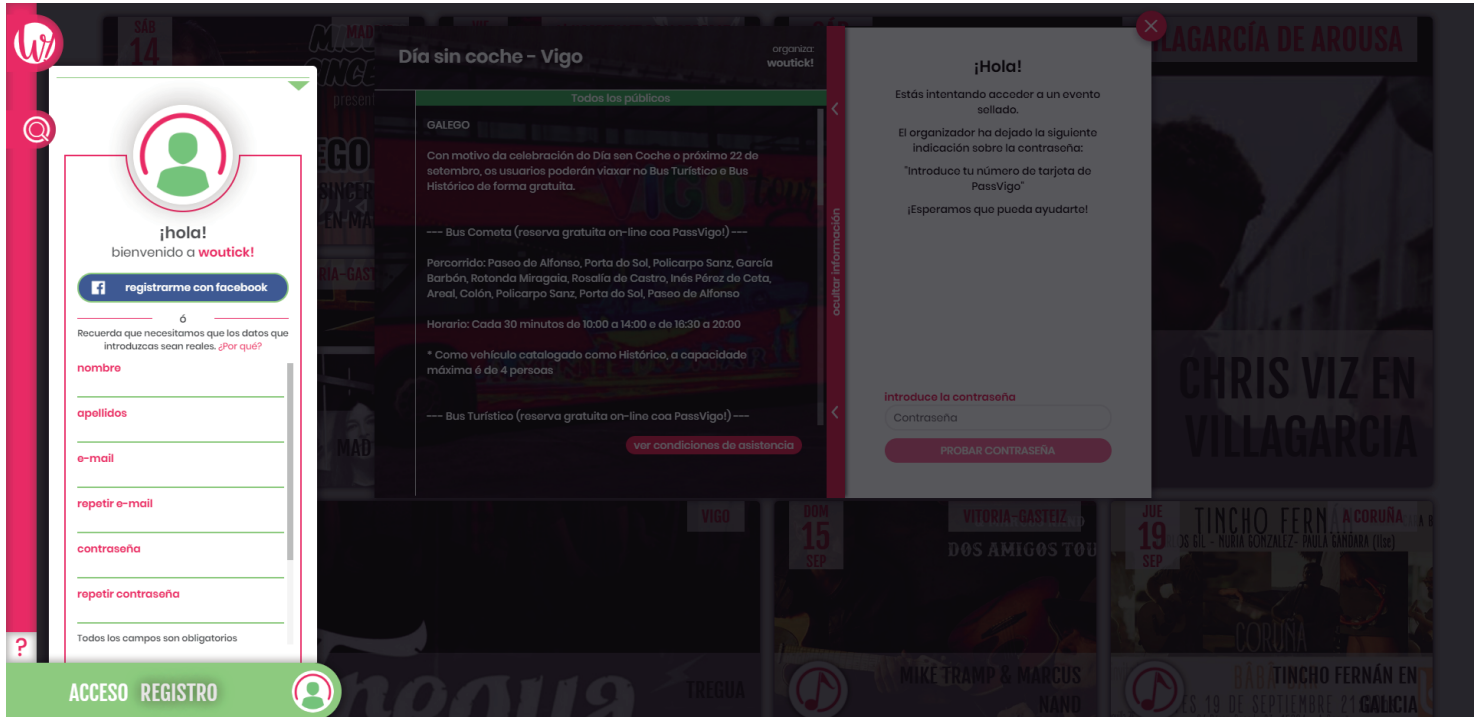 SÁB
14
¡hola!
bienvenido a woutick!
registrarme con facebook
ó
Recuerda que necesitamos que los datos que
introduzcas sean reales. ¿Por qué?
nombre
apellidos
e-mail
repetir e-mail
contraseña
repetir contraseña
Todos los campos son obligatorios
?
ACCESO REGISTRO
Día sin coche - Vigo
organiza:
woutick!
Todos los públicos
GALEGO
Con motivo da celebración do Día sen Coche o próximo 22 de
setembro, os usuarios poderán viaxar no Bus Turístico e Bus
Histórico de forma gratuita.
--- Bus Cometa (reserva gratuita on-line coa PassVigo!) ---
Percorrido: Paseo de Alfonso, Porta do Sol, Policarpo Sanz, García
Barbón, Rotonda Miragaia, Rosalía de Castro, Inés Pérez de Ceta,
Areal, Colón, Policarpo Sanz, Porta do Sol, Paseo de Alfonso
Horario: Cada 30 minutos de 10:00 a 14:00 e de 16:30 a 20:00
* Como vehículo catalogado como Histórico, a capacidade
máxima é de 4 persoas
--- Bus Turístico (reserva gratuita on-line coa PassVigo!) ---
ver condiciones de asistencia
ocultar información
¡Hola!
Estás intentando acceder a un evento
sellado.
El organizador ha dejado la siguiente
indicación sobre la contraseña:
"Introduce tu número de tarjeta de
PassVigo"
¡Esperamos que pueda ayudarte!
introduce la contraseña
Contraseña
PROBAR CONTRASEÑA
CHRIS VIZ EN
VILLAGARCIA
VIGO
TREGUA
DOM
15
SEP
VITORIA-GASTEIZ
DOS AMIGOS TOU
MIKE TRAMP & MARCUS
NAND
JUE
19
SEP
A CORUÑA
TINCHO FERNÁN EN
GALICIA